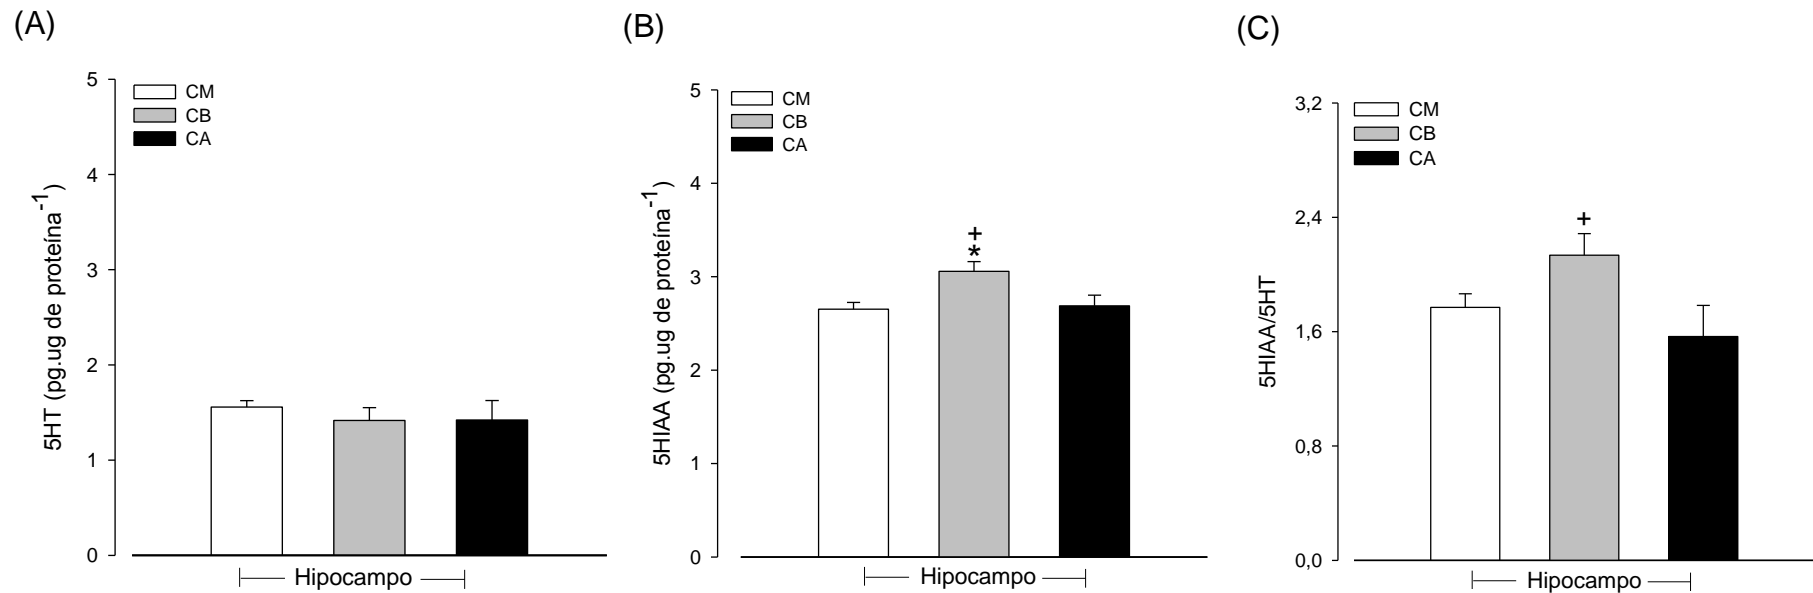 (A)
5HT (pg.ug de proteína⁻¹)
5
4
3
2
1
0
CM
CB
CA
Hipocampo
(B)
5HIAA (pg.ug de proteína⁻¹)
5
4
3
2
1
0
CM
CB
CA
+
*
Hipocampo
(C)
5HIAA/5HT
3,2
2,4
1,6
0,8
0,0
CM
CB
CA
+
Hipocampo